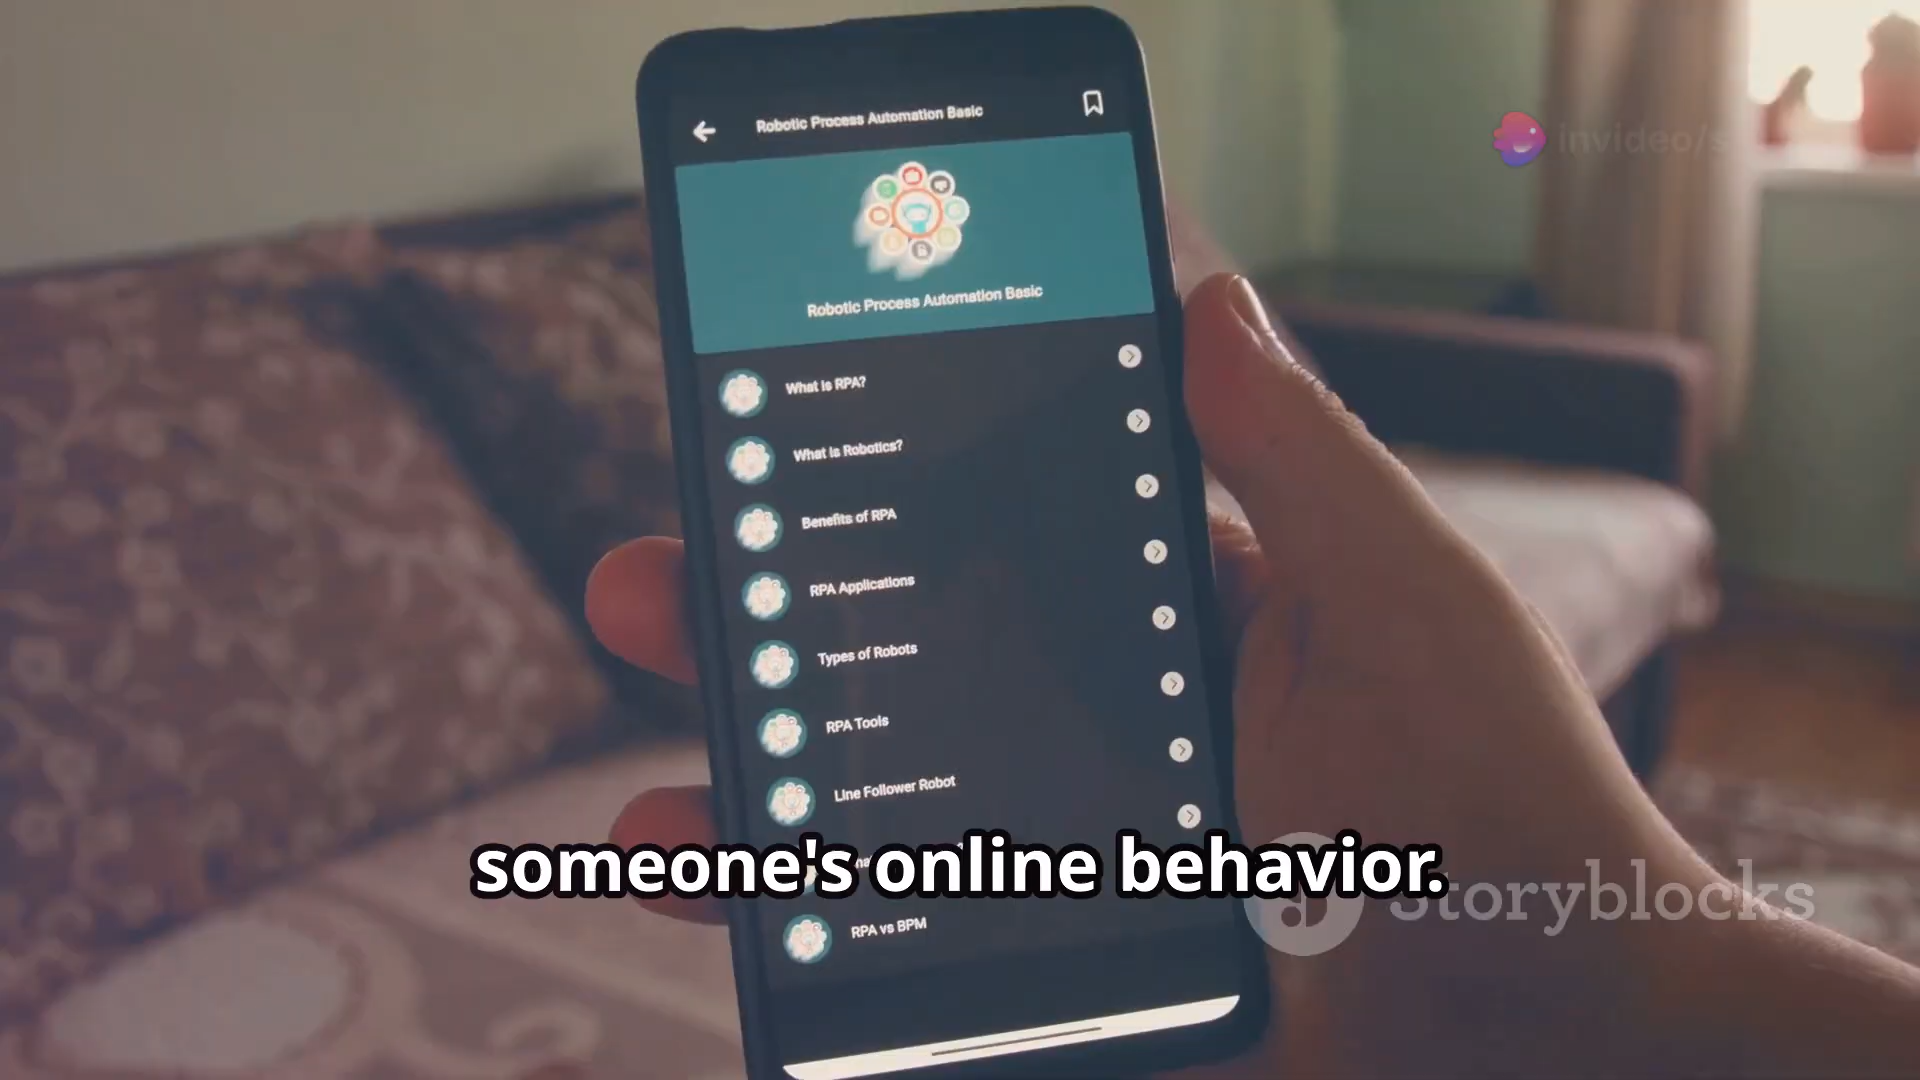 Robotic Process Automation Basic
invideo/s
Robotic Process Automation Basic
What is RPA?
What is Robotics?
Benefits of RPA
RPA Applications
Types of Robots
RPA Tools
Line Follower Robot
someone's online behavior.
Storyblocks
RPA vs BPM